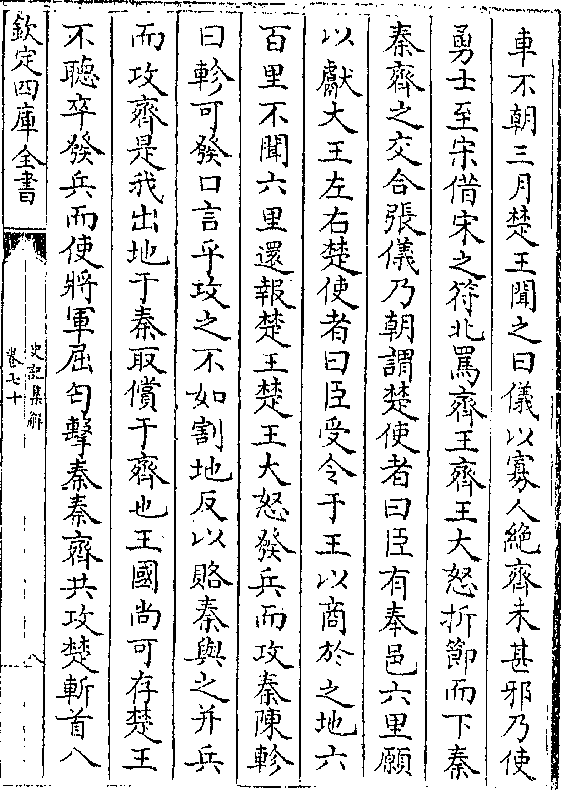 車不朝三月楚王聞之曰儀以寡人絶齊未甚邪乃使
勇士至宋借宋之符北罵齊王齊王大怒折節而下秦
秦齊之交合張儀乃朝謂楚使者曰臣有奉邑六里願
以獻大王左右楚使者曰臣受令于王以商於之地六
百里不聞六里還報楚王楚王大怒發兵而攻秦陳軫
曰軫可發口言乎攻之不如割地反以賂秦與之并兵
而攻齊是我出地于秦取償于齊也王國尚可存楚王
不聽卒發兵而使將軍屈匄擊秦秦齊共攻楚斬首八
欽定四庫全書
史記集解
卷七十
八